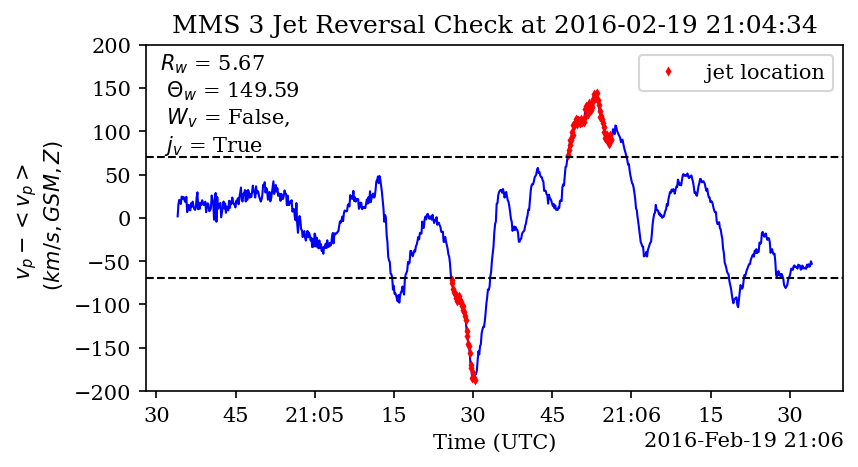 MMS 3 Jet Reversal Check at 2016-02-19 21:04:34
R_w = 5.67
Θ_w = 149.59
W_v = False,
j_v = True
jet location
v_p − < v_p >
(km/s, GSM, Z)
200
150
100
50
0
−50
−100
−150
−200
30 45 21:05 15 30 45 21:06 15 30
Time (UTC)
2016-Feb-19 21:06